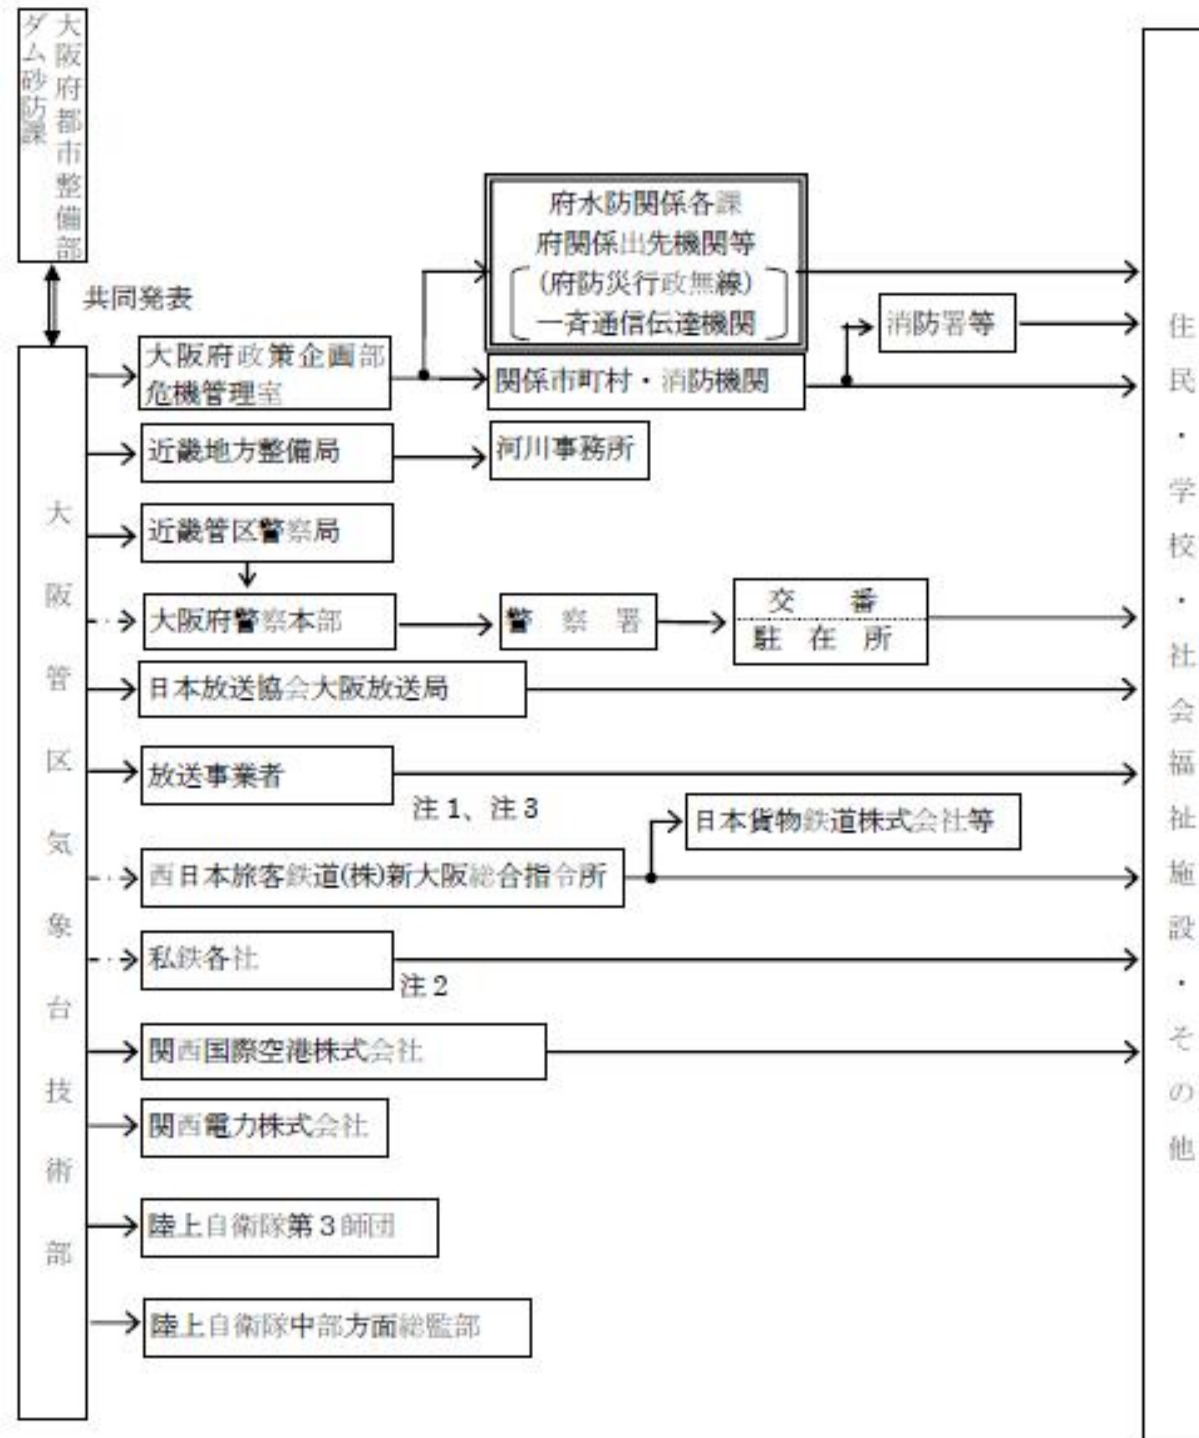 大阪府都市整備部
ダム砂防課
共同発表
大阪管区気象台技術部
大阪府政策企画部
危機管理室
府水防関係各課
府関係出先機関等
(府防災行政無線)
一斉通信伝達機関
消防署等
関係市町村・消防機関
近畿地方整備局
河川事務所
近畿管区警察局
大阪府警察本部
警 察 署
交 番
駐 在 所
日本放送協会大阪放送局
放送事業者
注1、注3
日本貨物鉄道株式会社等
西日本旅客鉄道(株)新大阪総合指令所
私鉄各社
注2
関西国際空港株式会社
関西電力株式会社
陸上自衛隊第3師団
陸上自衛隊中部方面総監部
住民・学校・社会福祉施設・その他